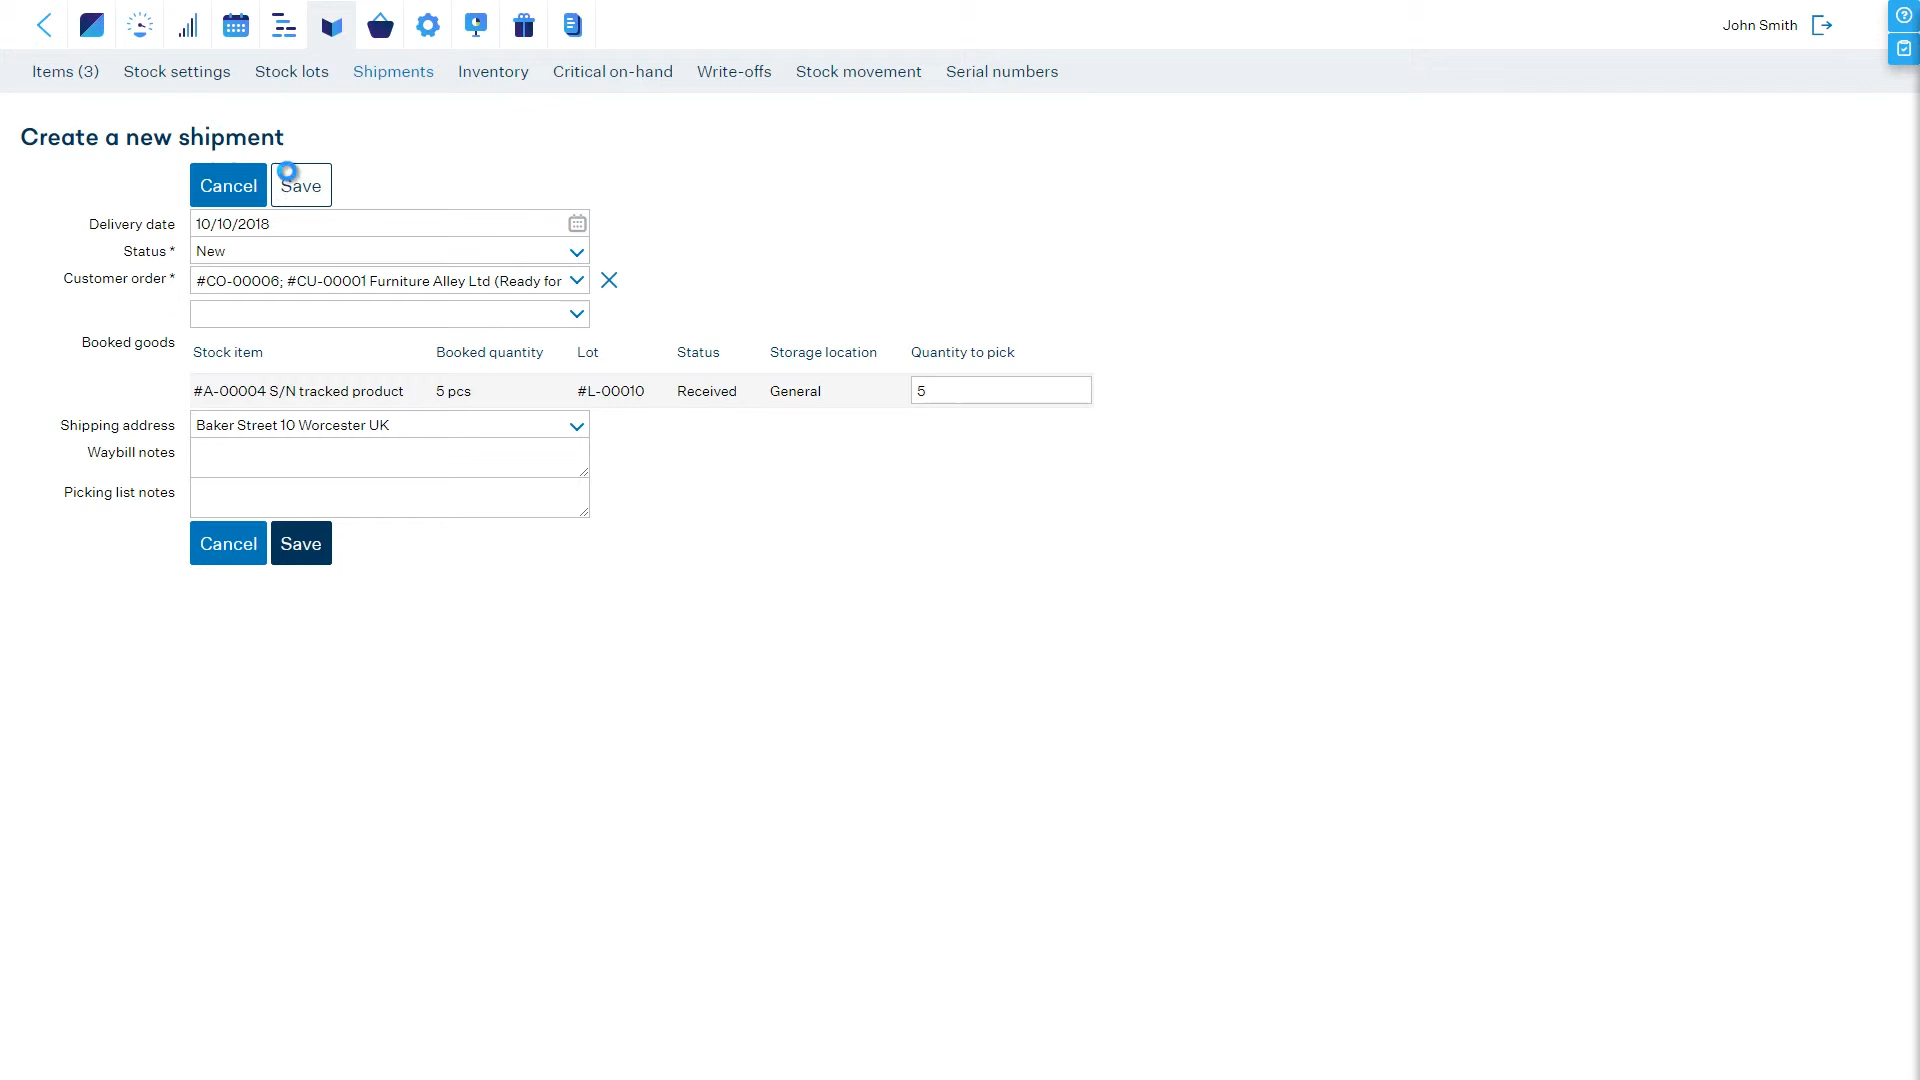 John Smith
Items (3) Stock settings Stock lots Shipments Inventory Critical on-hand Write-offs Stock movement Serial numbers
Create a new shipment
Cancel Save
Delivery date 10/10/2018
Status * New
Customer order * #CO-00006; #CU-00001 Furniture Alley Ltd (Ready for
Booked goods
Stock item Booked quantity Lot Status Storage location Quantity to pick
#A-00004 S/N tracked product 5 pcs #L-00010 Received General 5
Shipping address Baker Street 10 Worcester UK
Waybill notes
Picking list notes
Cancel Save